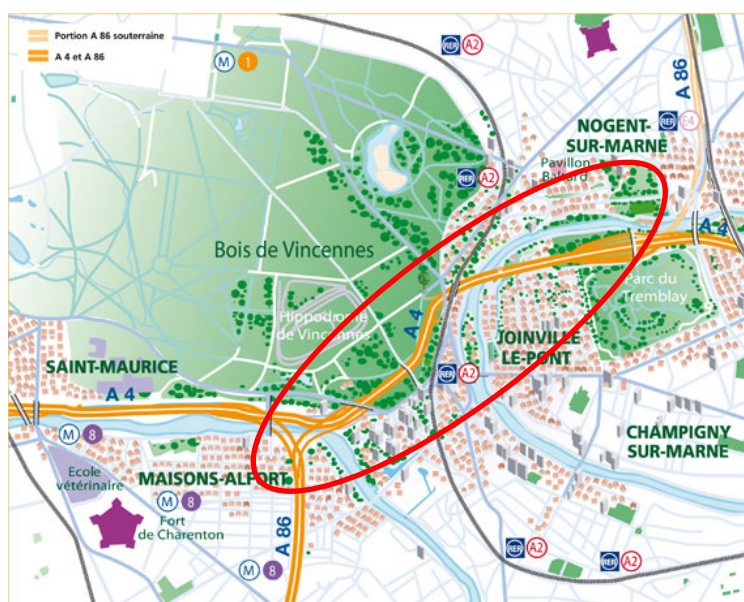 Portion A 86 souterraine
A 4 et A 86
M 1
RER A2
A 86
RER E4
NOGENT-
SUR-MARNE
Pavillon
Baltard
RER A2
A 4
Bois de Vincennes
Parc du
Tremblay
Hippodrome
de Vincennes
A 4
JOINVILLE
LE-PONT
SAINT-MAURICE
A 4
RER A2
M 8
CHAMPIGNY
SUR-MARNE
Ecole
vétérinaire
MAISONS-ALFORT
M 8
Fort
de Charenton
A 86
M 8
RER A2
RER A2